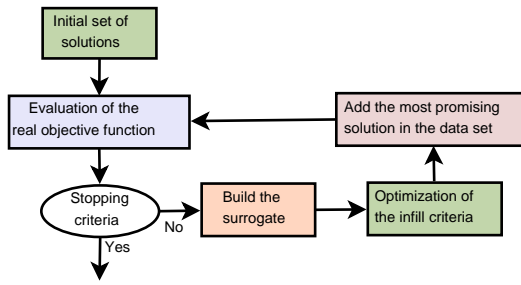 Initial set of
solutions
Evaluation of the
real objective function
Add the most promising
solution in the data set
Stopping
criteria
No
Yes
Build the
surrogate
Optimization of
the infill criteria